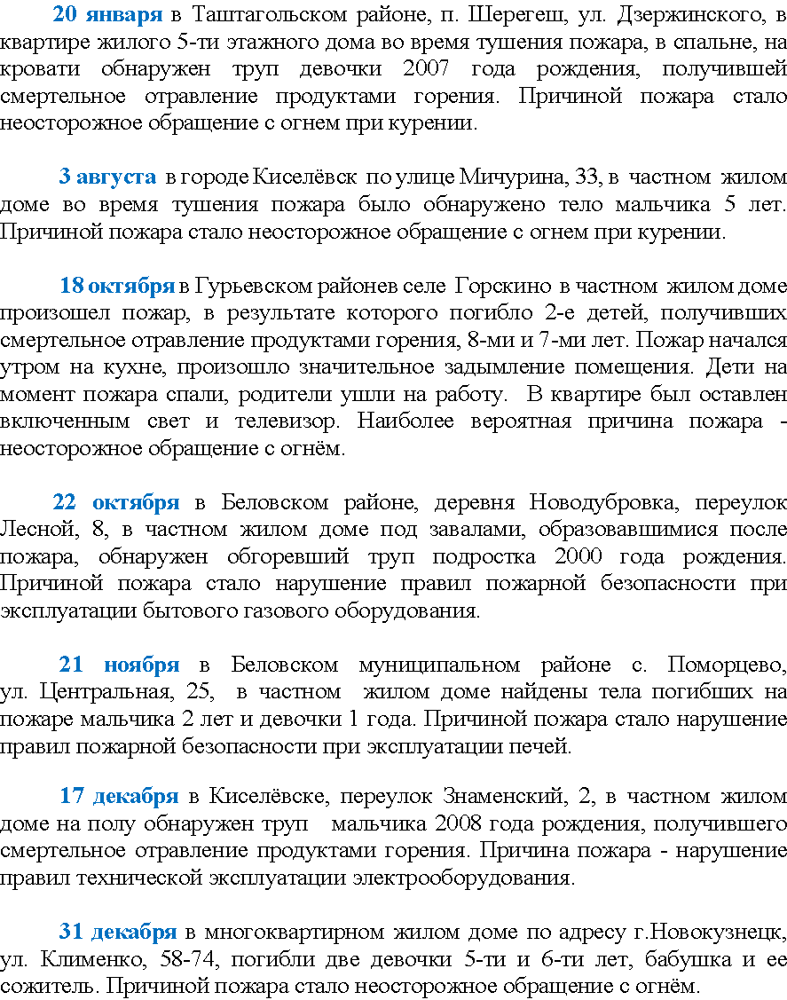 20 января в Таштагольском районе, п. Шерегеш, ул. Дзержинского, в
квартире жилого 5-ти этажного дома во время тушения пожара, в спальне, на
кровати обнаружен труп девочки 2007 года рождения, получившей
смертельное отравление продуктами горения. Причиной пожара стало
неосторожное обращение с огнем при курении.
3 августа в городе Киселёвск по улице Мичурина, 33, в частном жилом
доме во время тушения пожара было обнаружено тело мальчика 5 лет.
Причиной пожара стало неосторожное обращение с огнем при курении.
18 октября в Гурьевском районев селе Горскино в частном жилом доме
произошел пожар, в результате которого погибло 2-е детей, получивших
смертельное отравление продуктами горения, 8-ми и 7-ми лет. Пожар начался
утром на кухне, произошло значительное задымление помещения. Дети на
момент пожара спали, родители ушли на работу. В квартире был оставлен
включенным свет и телевизор. Наиболее вероятная причина пожара -
неосторожное обращение с огнём.
22 октября в Беловском районе, деревня Новодубровка, переулок
Лесной, 8, в частном жилом доме под завалами, образовавшимися после
пожара, обнаружен обгоревший труп подростка 2000 года рождения.
Причиной пожара стало нарушение правил пожарной безопасности при
эксплуатации бытового газового оборудования.
21 ноября в Беловском муниципальном районе с. Поморцево,
ул. Центральная, 25, в частном жилом доме найдены тела погибших на
пожаре мальчика 2 лет и девочки 1 года. Причиной пожара стало нарушение
правил пожарной безопасности при эксплуатации печей.
17 декабря в Киселёвске, переулок Знаменский, 2, в частном жилом
доме на полу обнаружен труп мальчика 2008 года рождения, получившего
смертельное отравление продуктами горения. Причина пожара - нарушение
правил технической эксплуатации электрооборудования.
31 декабря в многоквартирном жилом доме по адресу г.Новокузнецк,
ул. Клименко, 58-74, погибли две девочки 5-ти и 6-ти лет, бабушка и ее
сожитель. Причиной пожара стало неосторожное обращение с огнём.